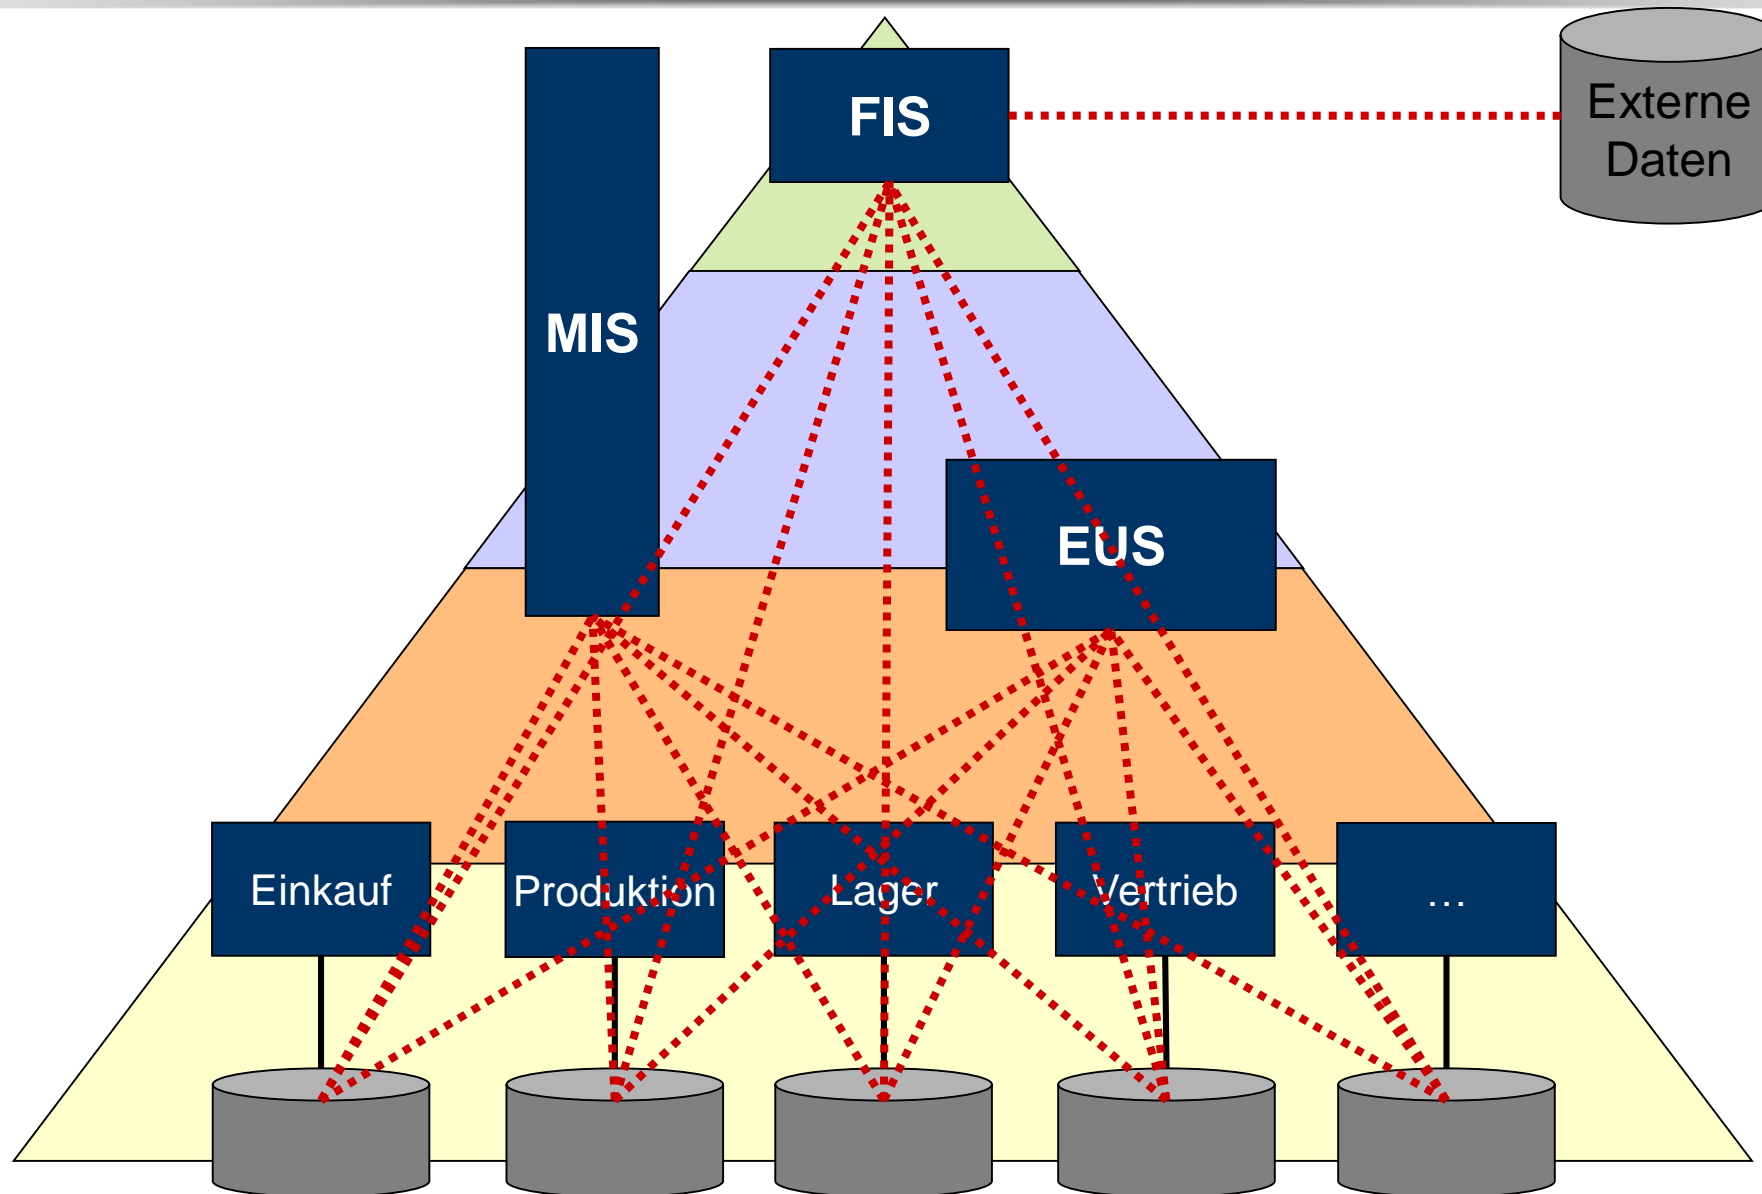 FIS
Externe
Daten
MIS
EUS
Einkauf
Produktion
Lager
Vertrieb
…